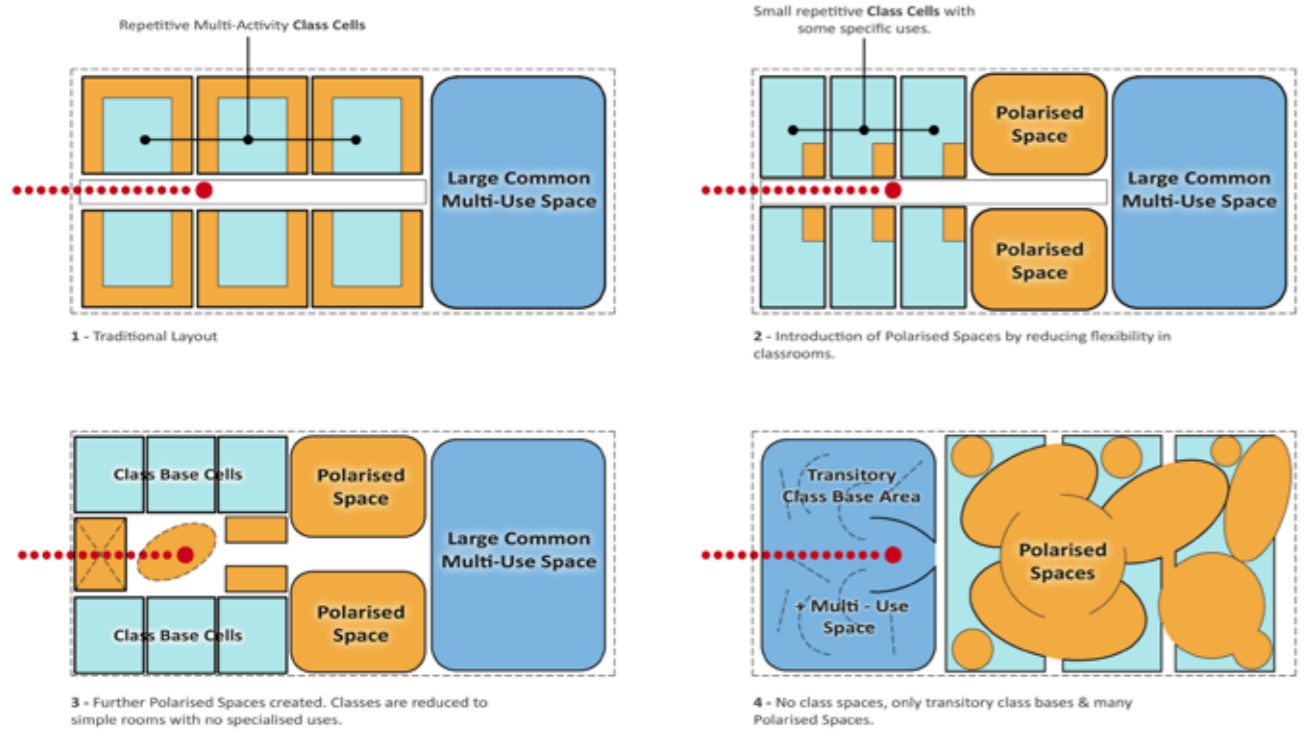 Repetitive Multi-Activity Class Cells
Large Common
Multi-Use Space
1 - Traditional Layout
Small repetitive Class Cells with
some specific uses.
Polarised
Space
Polarised
Space
Large Common
Multi-Use Space
2 - Introduction of Polarised Spaces by reducing flexibility in
classrooms.
Class Base Cells
Class Base Cells
Polarised
Space
Polarised
Space
Large Common
Multi-Use Space
3 - Further Polarised Spaces created. Classes are reduced to
simple rooms with no specialised uses.
Transitory
Class Base Area
+ Multi - Use
Space
Polarised
Spaces
4 - No class spaces, only transitory class bases & many
Polarised Spaces.